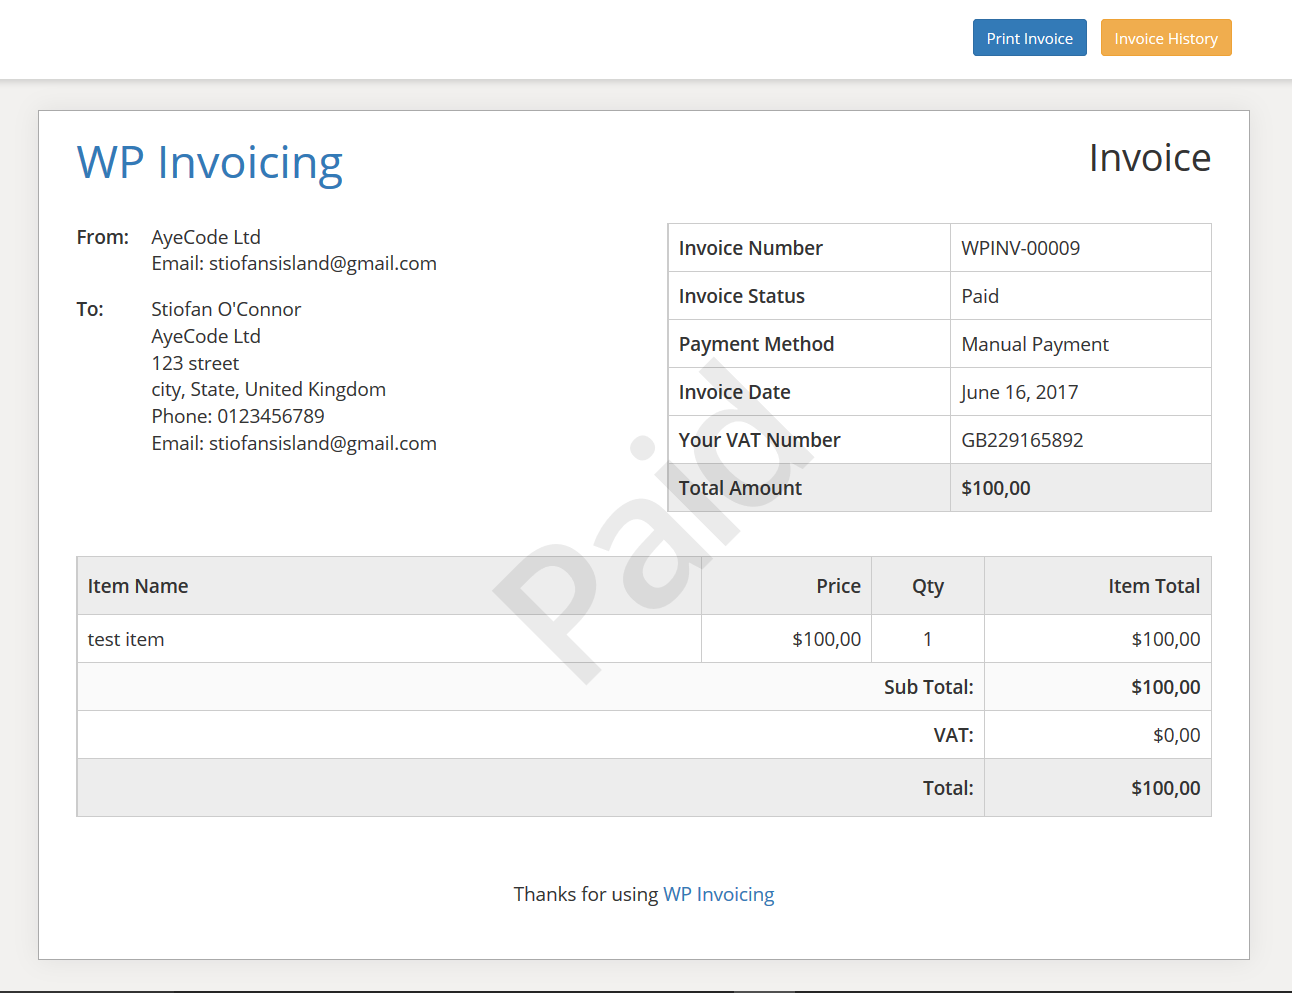 Print Invoice Invoice History
WP Invoicing
Invoice
From: AyeCode Ltd
Email: stiofansisland@gmail.com
To: Stiofan O'Connor
AyeCode Ltd
123 street
city, State, United Kingdom
Phone: 0123456789
Email: stiofansisland@gmail.com
Invoice Number WPINV-00009
Invoice Status Paid
Payment Method Manual Payment
Invoice Date June 16, 2017
Your VAT Number GB229165892
Total Amount $100,00
Paid
Item Name Price Qty Item Total
test item $100,00 1 $100,00
Sub Total: $100,00
VAT: $0,00
Total: $100,00
Thanks for using WP Invoicing